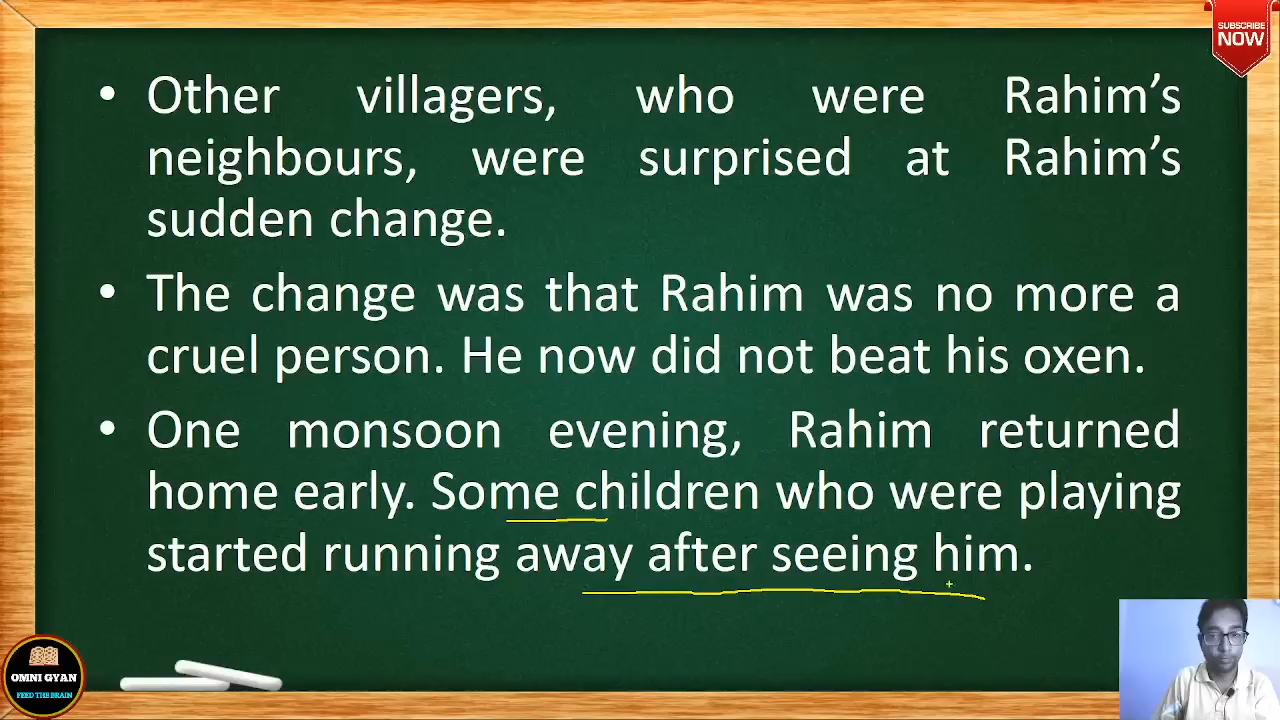 SUBSCRIBE
NOW
• Other villagers, who were Rahim’s
neighbours, were surprised at Rahim’s
sudden change.
• The change was that Rahim was no more a
cruel person. He now did not beat his oxen.
• One monsoon evening, Rahim returned
home early. Some children who were playing
started running away after seeing him.
OMNI GYAN
FEED THE BRAIN